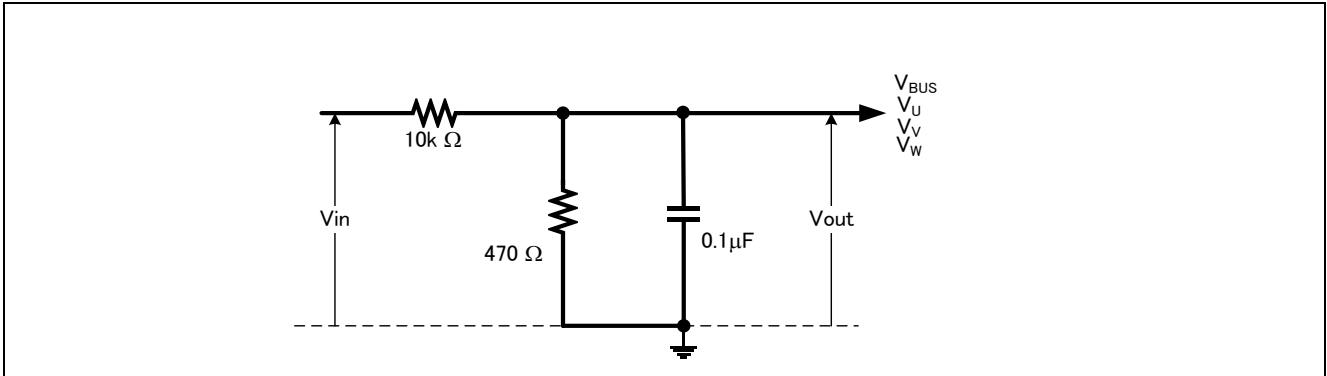 V_BUS
V_U
V_V
V_W
10k Ω
Vin
Vout
470 Ω
0.1μF